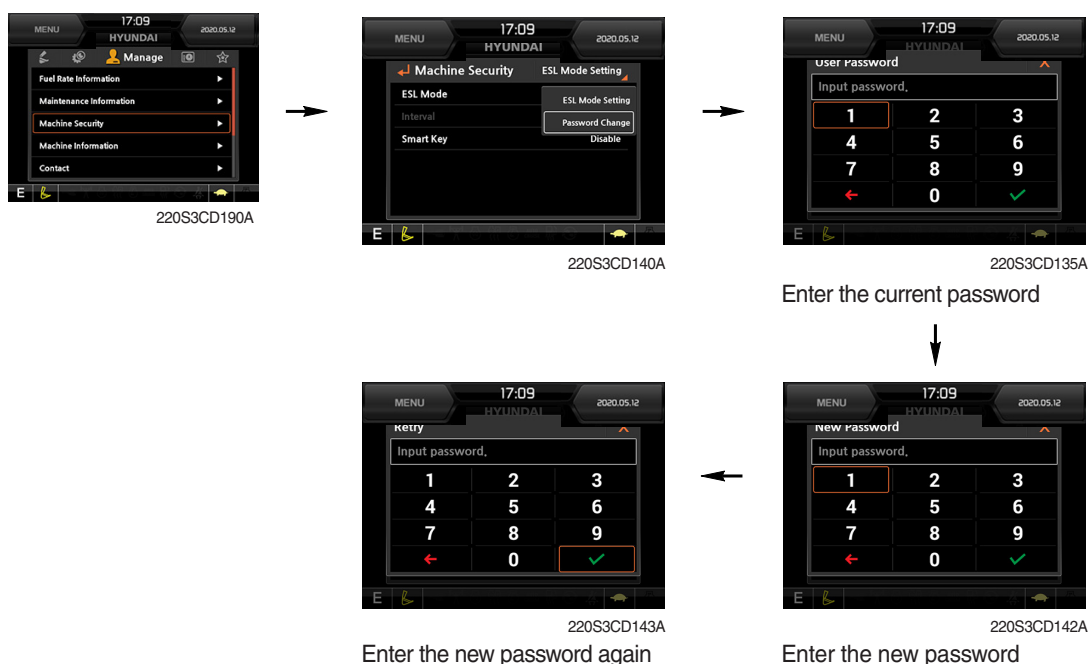 MENU 17:09 2020.05.12
HYUNDAI
Manage
Fuel Rate Information
Maintenance Information
Machine Security
Machine Information
Contact
E
220S3CD190A
MENU 17:09 2020.05.12
HYUNDAI
Machine Security ESL Mode Setting
ESL Mode
ESL Mode Setting
Interval
Password Change
Smart Key Disable
E
220S3CD140A
MENU 17:09 2020.05.12
HYUNDAI
User Password X
Input password.
1 2 3
4 5 6
7 8 9
0
E
220S3CD135A
Enter the current password
MENU 17:09 2020.05.12
HYUNDAI
Retry X
Input password.
1 2 3
4 5 6
7 8 9
0
E
220S3CD143A
Enter the new password again
MENU 17:09 2020.05.12
HYUNDAI
New Password X
Input password.
1 2 3
4 5 6
7 8 9
0
E
220S3CD142A
Enter the new password